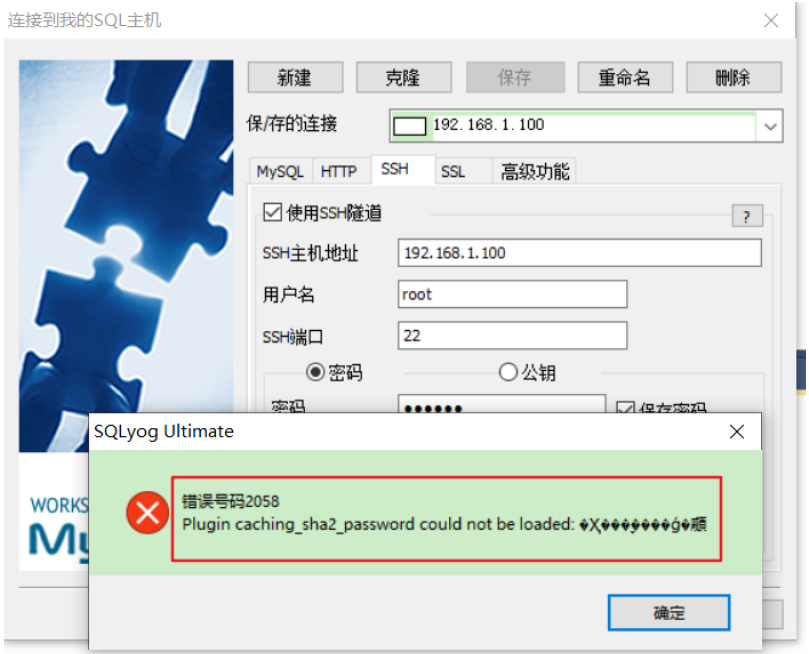 连接到我的SQL主机
新建 克隆 保存 重命名 删除
保/存的连接 192.168.1.100
MySQL HTTP SSH SSL 高级功能
使用SSH隧道 ?
SSH主机地址 192.168.1.100
用户名 root
SSH端口 22
密码 公钥
密码 保存密码
SQLyog Ultimate
错误号码2058
Plugin caching_sha2_password could not be loaded:
WORKS
My
确定